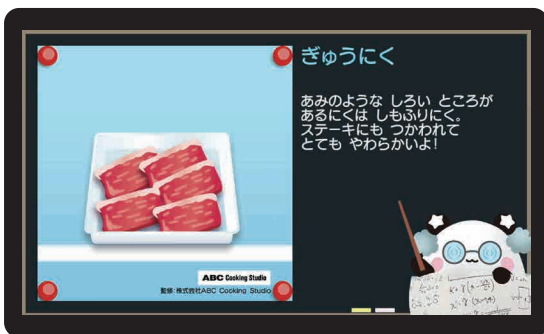 ぎゅうにく
あみのような しろい ところが
あるにくは しもふりにく。
ステーキにも つかわれて
とても やわらかいよ!
ABC Cooking Studio
監修:株式会社ABC Cooking Studio